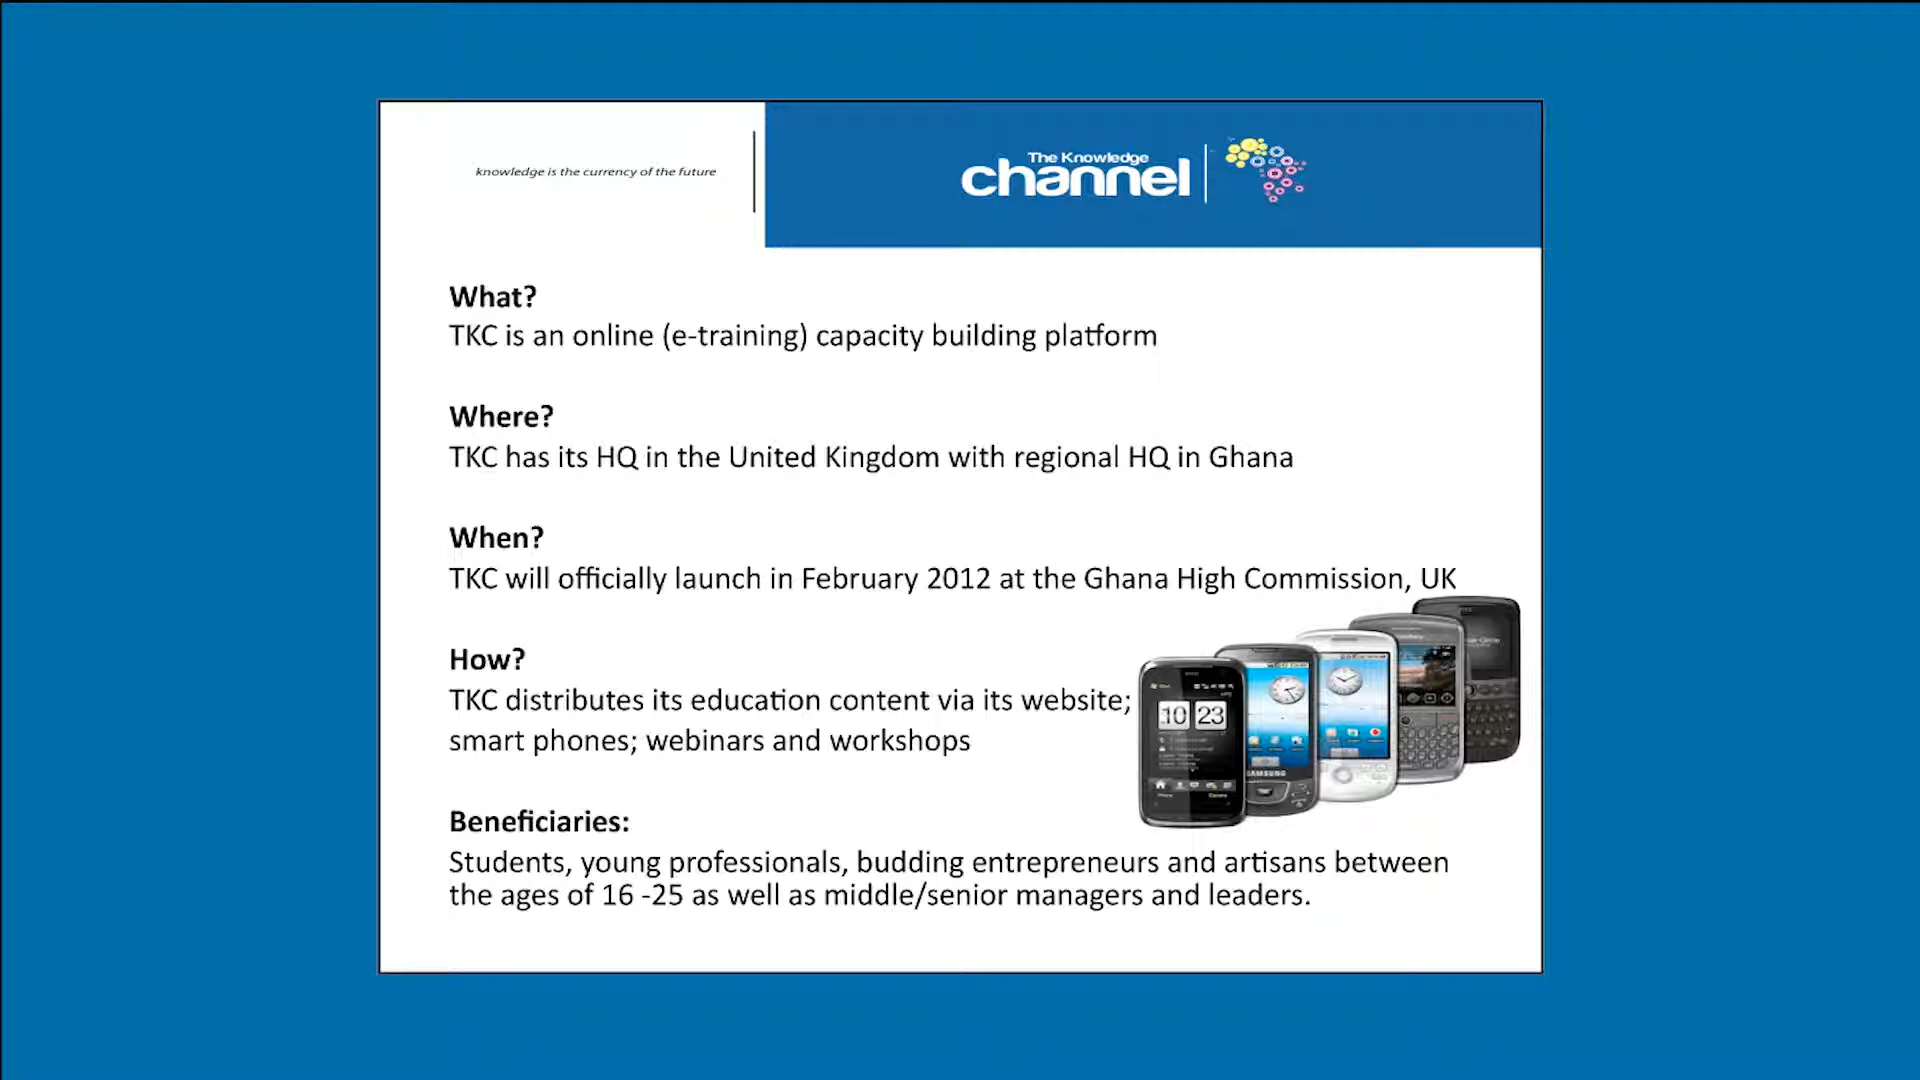 knowledge is the currency of the future
The Knowledge
channel
What?
TKC is an online (e-training) capacity building platform
Where?
TKC has its HQ in the United Kingdom with regional HQ in Ghana
When?
TKC will officially launch in February 2012 at the Ghana High Commission, UK
How?
TKC distributes its education content via its website;
smart phones; webinars and workshops
10 23
SAMSUNG
Beneficiaries:
Students, young professionals, budding entrepreneurs and artisans between
the ages of 16 -25 as well as middle/senior managers and leaders.